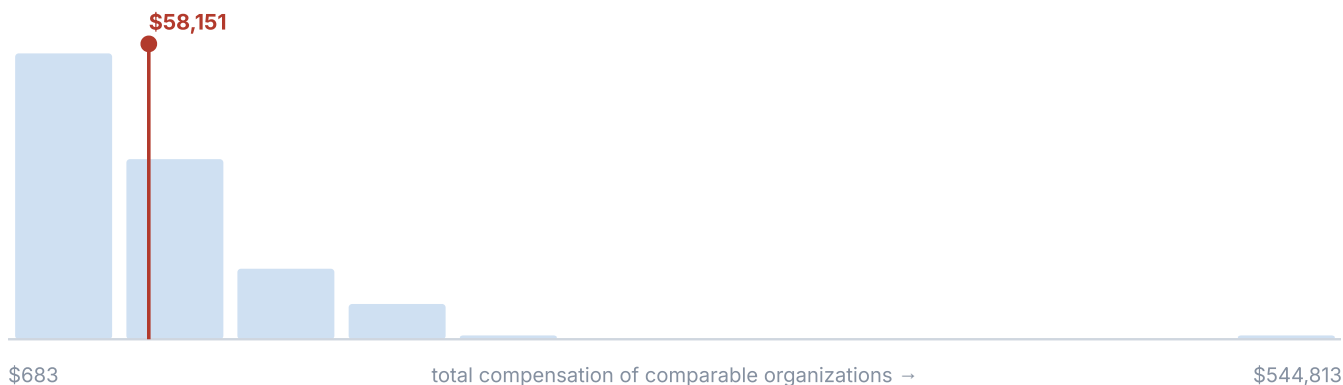 $58,151
$683
total compensation of comparable organizations →
$544,813